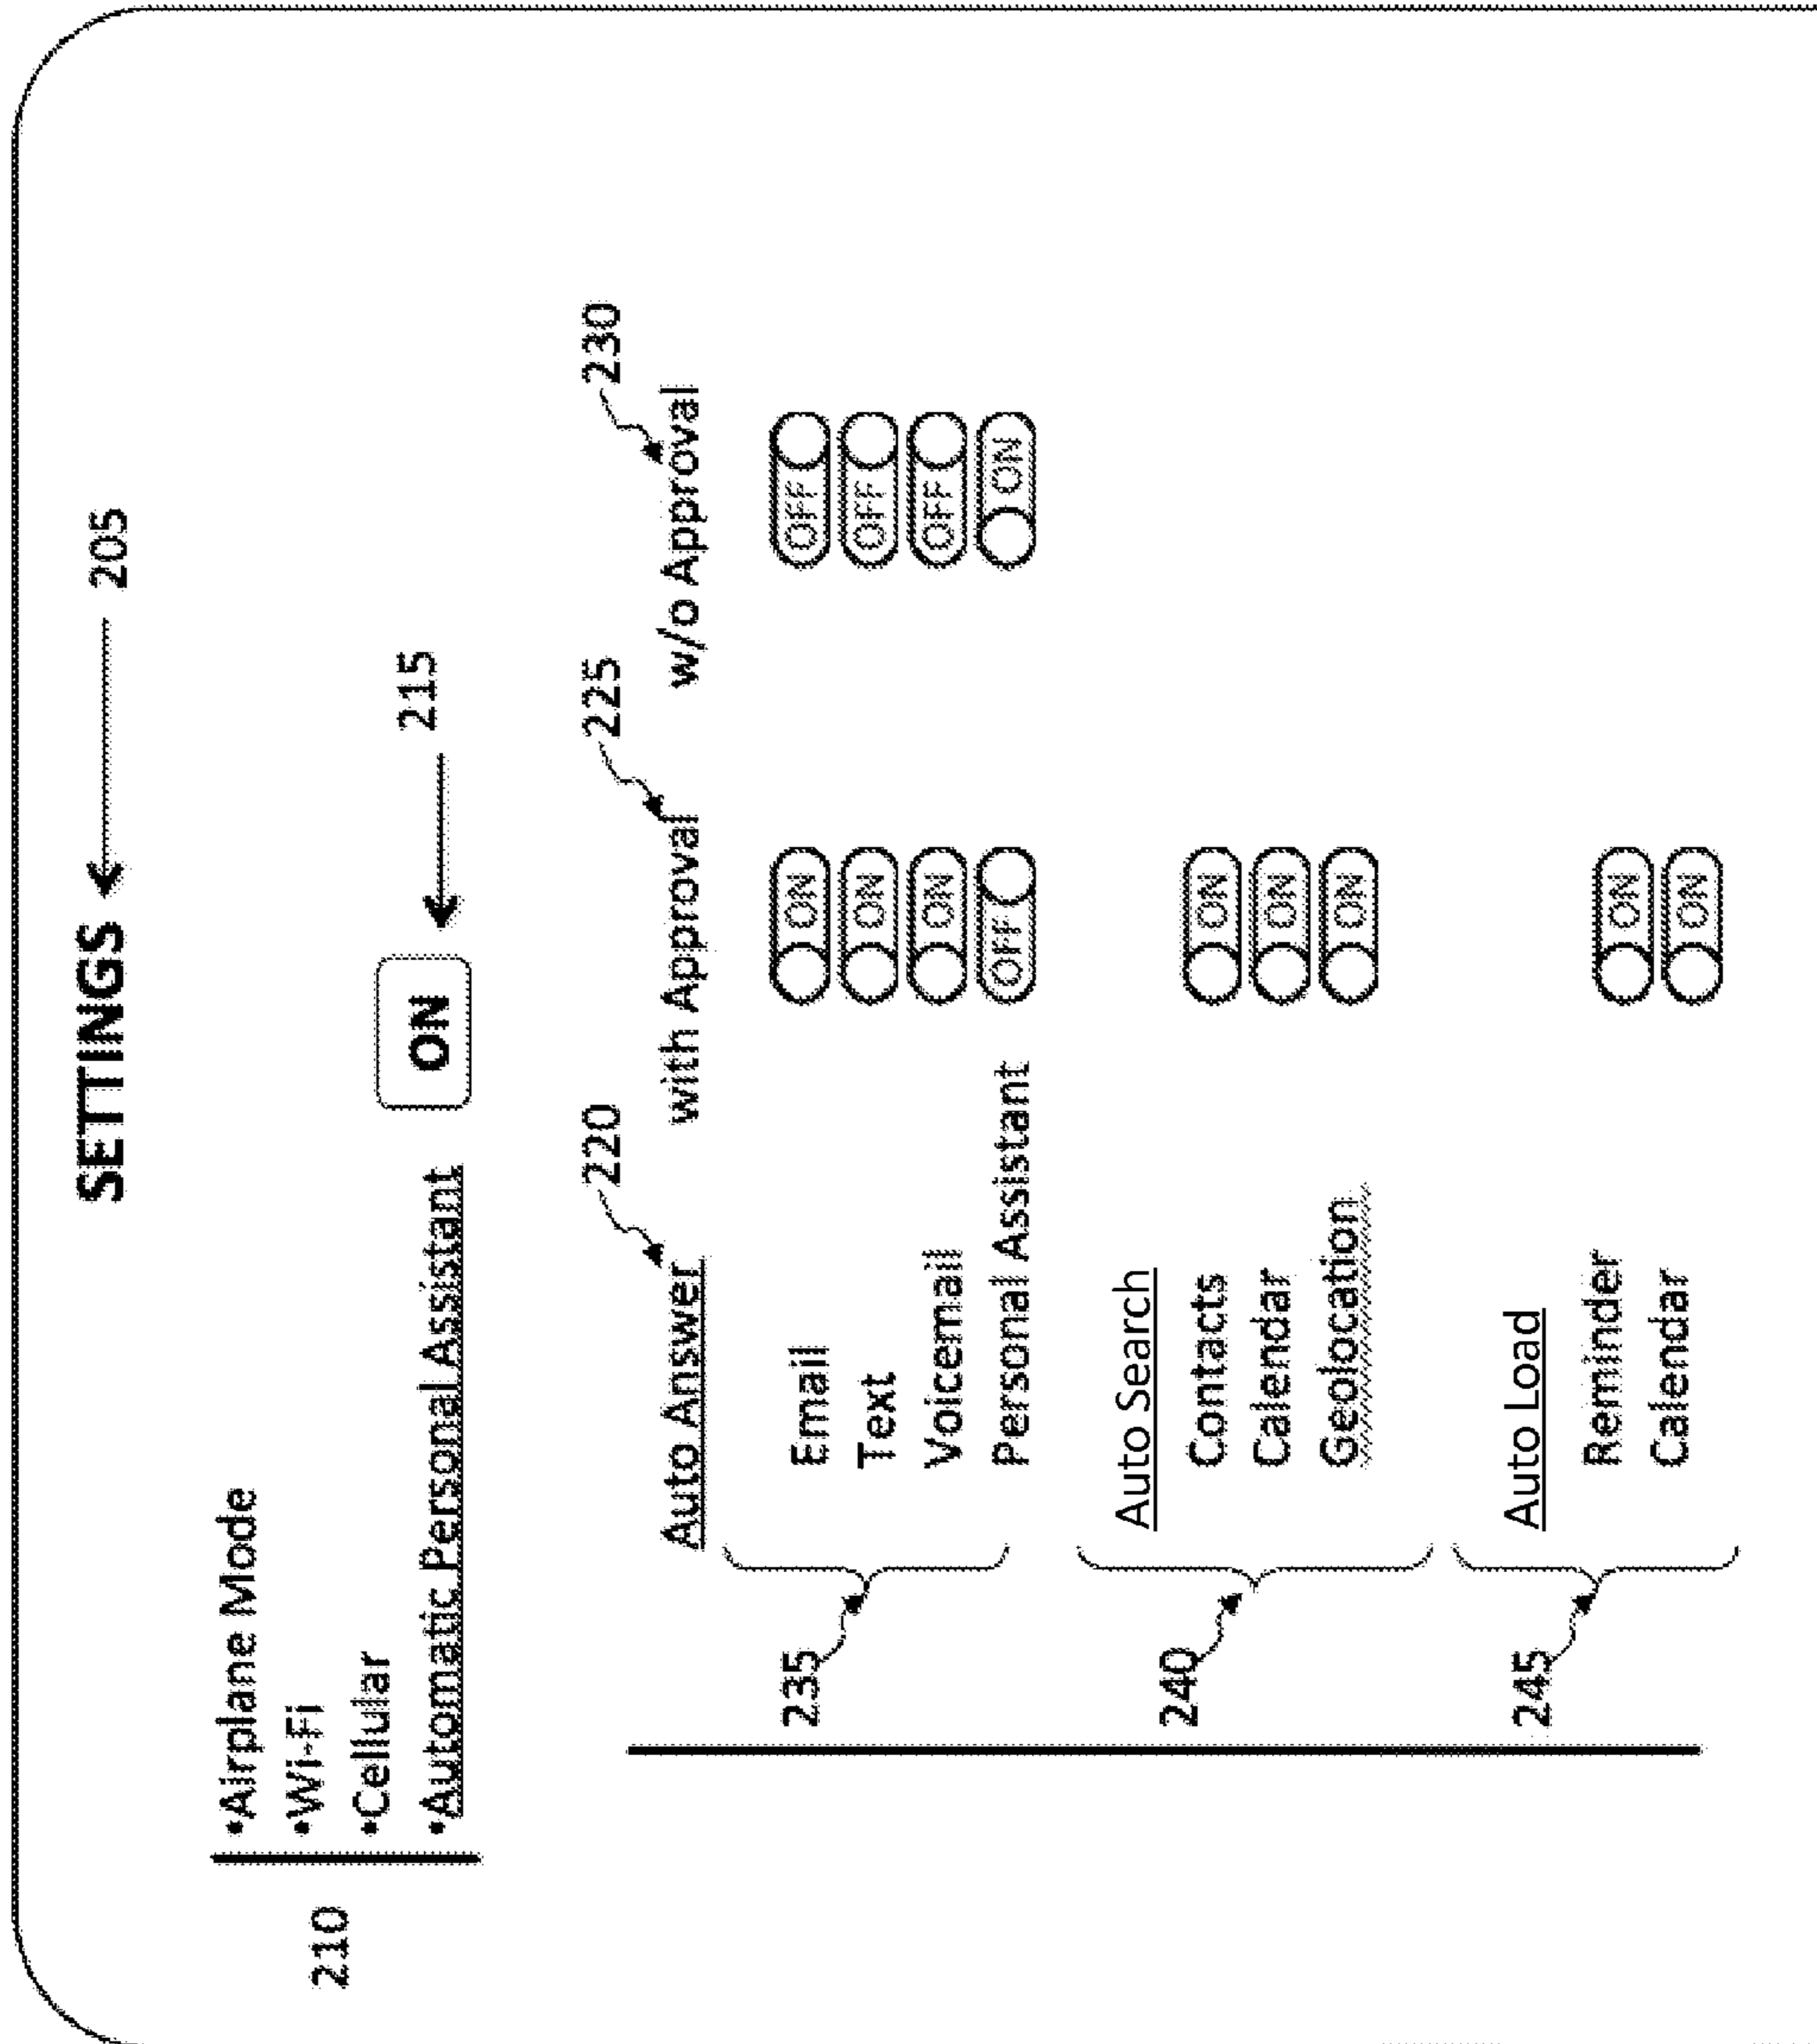 SETTINGS 205
210
•Airplane Mode
•Wi-Fi
•Cellular
•Automatic Personal Assistant ON 215
220 225 230
Auto Answer with Approval w/o Approval
235
Email ON OFF
Text ON OFF
Voicemail ON OFF
Personal Assistant OFF ON
240
Auto Search
Contacts ON
Calendar ON
Geolocation ON
245
Auto Load
Reminder ON
Calendar ON